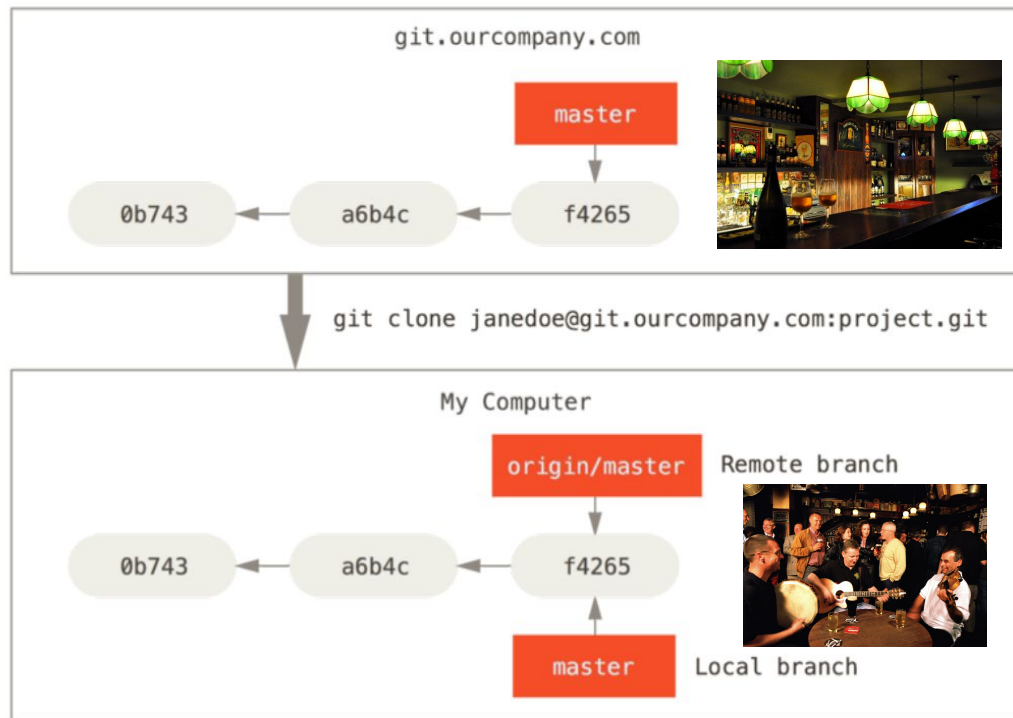 git.ourcompany.com
master
0b743
a6b4c
f4265
git clone janedoe@git.ourcompany.com:project.git
My Computer
origin/master
Remote branch
0b743
a6b4c
f4265
master
Local branch